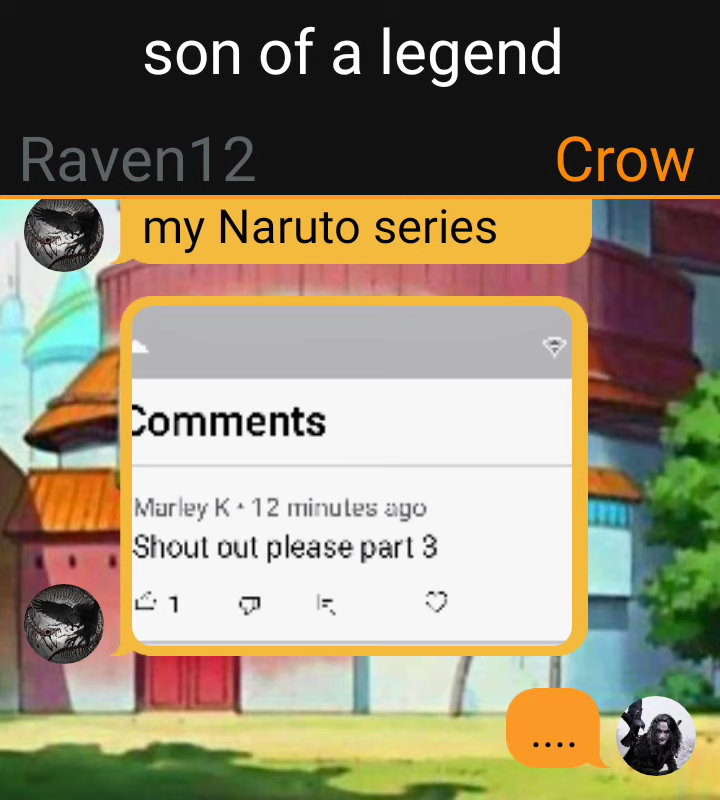 son of a legend
Raven12 Crow
my Naruto series
Comments
Marley K • 12 minutes ago
Shout out please part 3
1
....